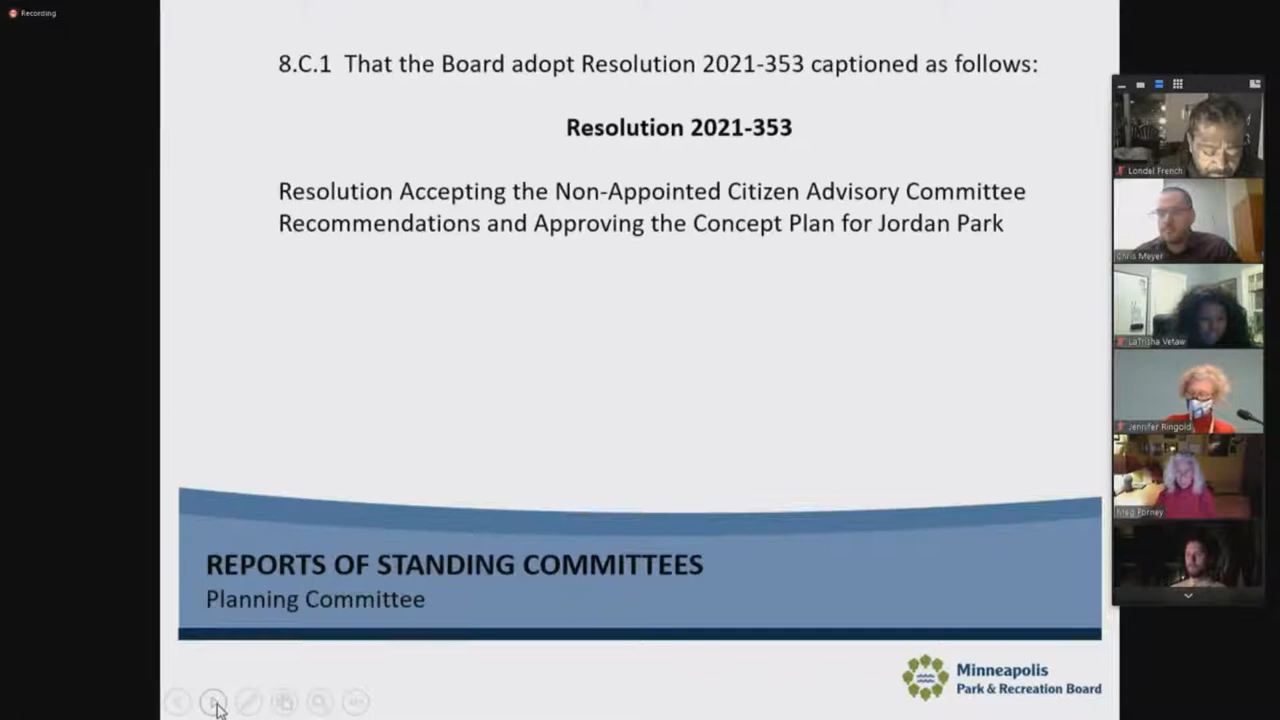 Recording
8.C.1 That the Board adopt Resolution 2021-353 captioned as follows:
Resolution 2021-353
Resolution Accepting the Non-Appointed Citizen Advisory Committee
Recommendations and Approving the Concept Plan for Jordan Park
Londel French
Chris Meyer
LaTrisha Vetaw
Jennifer Ringold
Meg Forney
REPORTS OF STANDING COMMITTEES
Planning Committee
Minneapolis
Park & Recreation Board